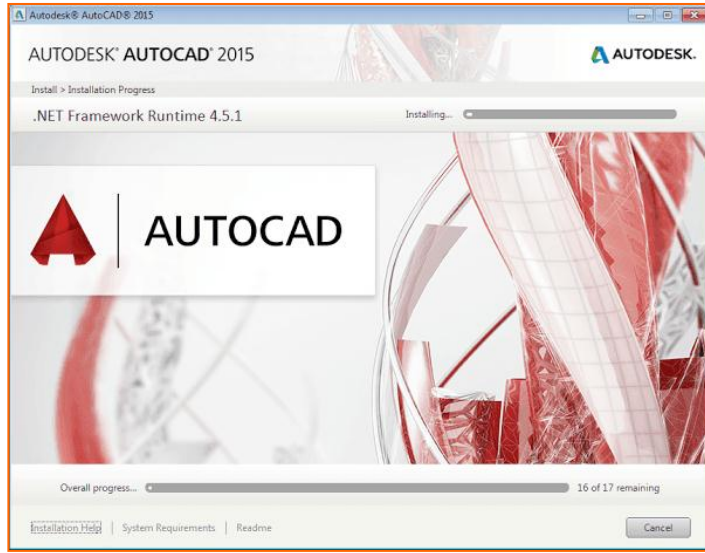 Autodesk® AutoCAD® 2015
AUTODESK® AUTOCAD® 2015
AUTODESK.
Install > Installation Progress
.NET Framework Runtime 4.5.1
Installing...
AUTOCAD
Overall progress...
16 of 17 remaining
Installation Help | System Requirements | Readme
Cancel